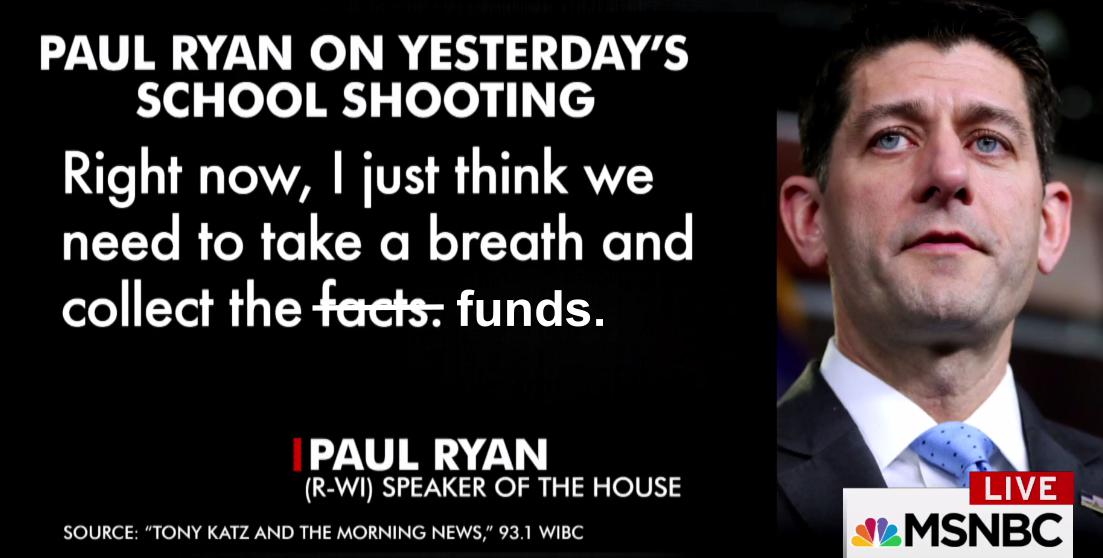 PAUL RYAN ON YESTERDAY'S
SCHOOL SHOOTING
Right now, I just think we
need to take a breath and
collect the facts. funds.
PAUL RYAN
(R-WI) SPEAKER OF THE HOUSE
SOURCE: “TONY KATZ AND THE MORNING NEWS,” 93.1 WIBC
LIVE
MSNBC